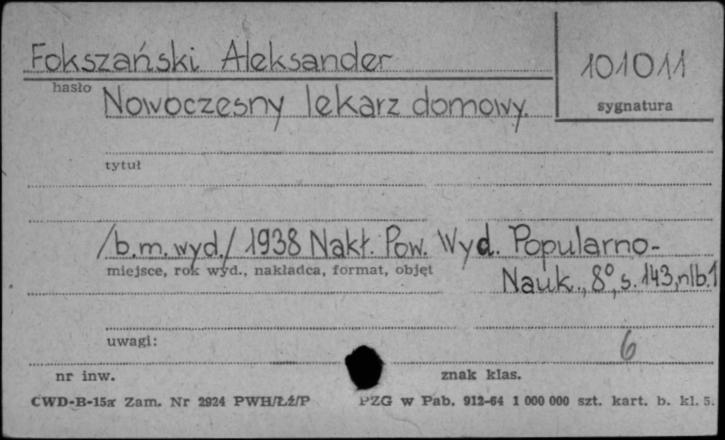 Fokszański Aleksander
101011
hasło
sygnatura
Nowoczesny lekarz domowy.
tytuł
/b.m.wyd./ 1938 Nakł. Pow. Wyd. Popularno-
miejsce, rok wyd., nakładca, format, objęt
Nauk., 8°, s. 143, nlb.1
uwagi:
6
nr inw.
znak klas.
CWD-B-15a Zam. Nr 2924 PWH/Łź/P PZG w Pab. 912-64 1 000 000 szt. kart. b. kl. 5.